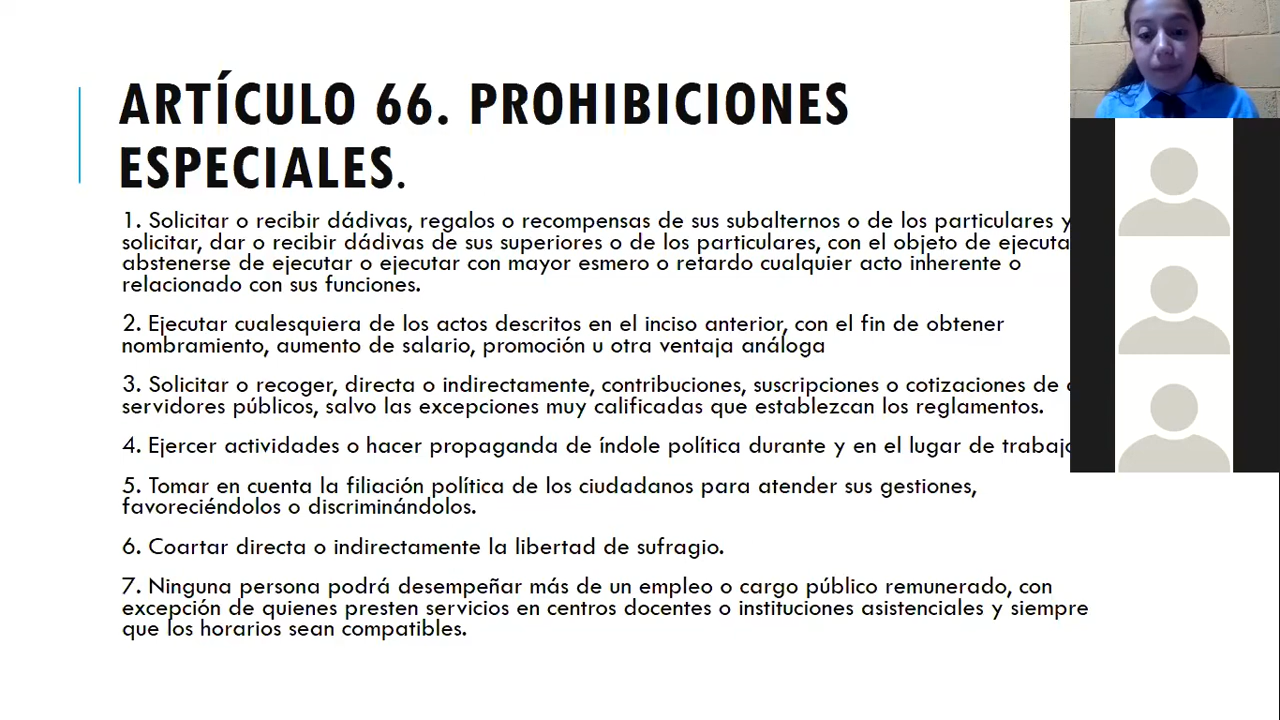 ARTÍCULO 66. PROHIBICIONES
ESPECIALES.
1. Solicitar o recibir dádivas, regalos o recompensas de sus subalternos o de los particulares y
solicitar, dar o recibir dádivas de sus superiores o de los particulares, con el objeto de
abstenerse de ejecutar o ejecutar con mayor esmero o retardo cualquier acto inherente o
relacionado con sus funciones.
2. Ejecutar cualesquiera de los actos descritos en el inciso anterior, con el fin de obtener
nombramiento, aumento de salario, promoción u otra ventaja análoga
3. Solicitar o recoger, directa o indirectamente, contribuciones, suscripciones o cotizaciones de
servidores públicos, salvo las excepciones muy calificadas que establezcan los reglamentos.
4. Ejercer actividades o hacer propaganda de índole política durante y en el lugar de trabajo
5. Tomar en cuenta la filiación política de los ciudadanos para atender sus gestiones,
favoreciéndolos o discriminándolos.
6. Coartar directa o indirectamente la libertad de sufragio.
7. Ninguna persona podrá desempeñar más de un empleo o cargo público remunerado, con
excepción de quienes presten servicios en centros docentes o instituciones asistenciales y siempre
que los horarios sean compatibles.